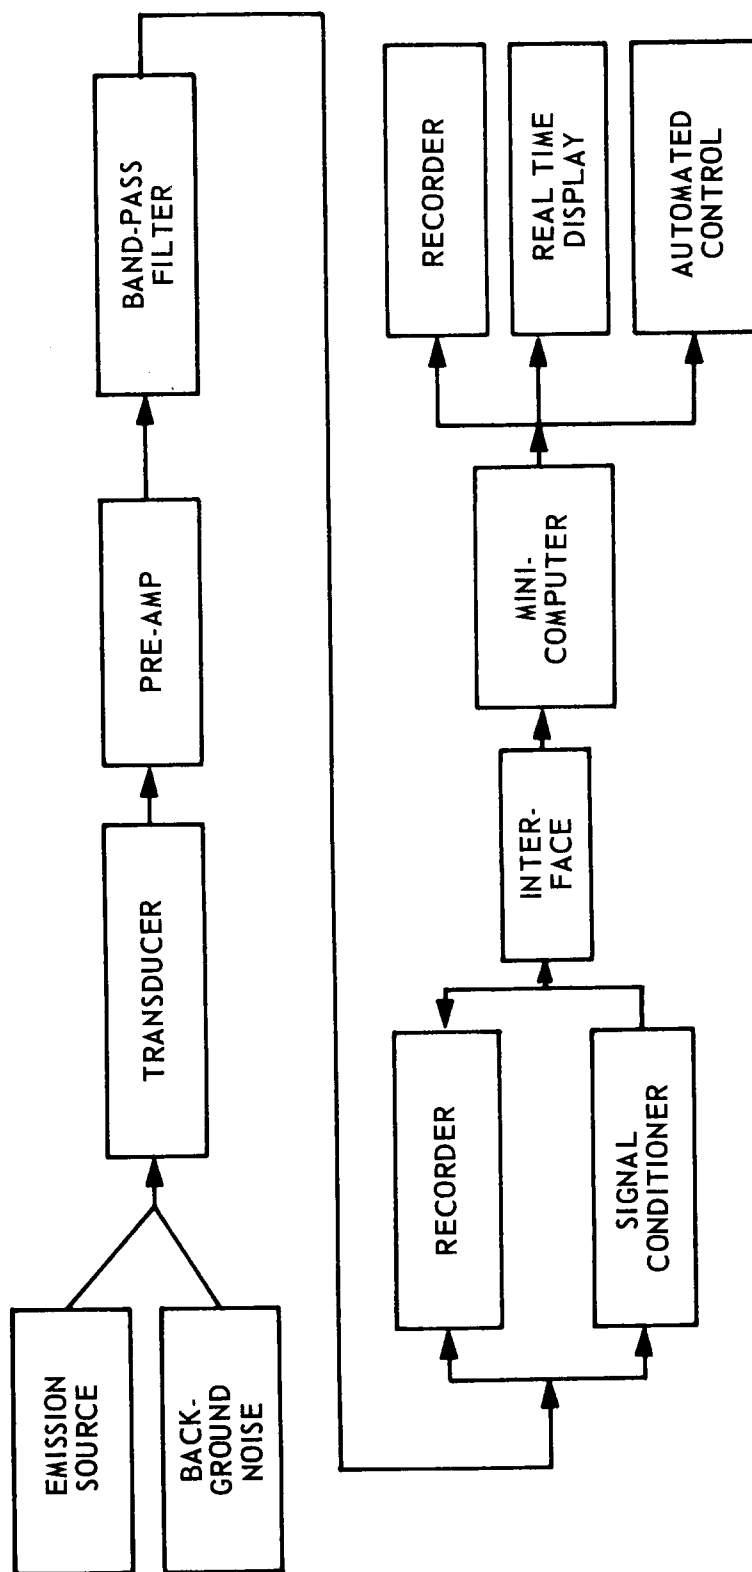 EMISSION
SOURCE
BACK-
GROUND
NOISE
TRANSDUCER
PRE-AMP
BAND-PASS
FILTER
RECORDER
SIGNAL
CONDITIONER
INTER-
FACE
MINI-
COMPUTER
RECORDER
REAL TIME
DISPLAY
AUTOMATED
CONTROL